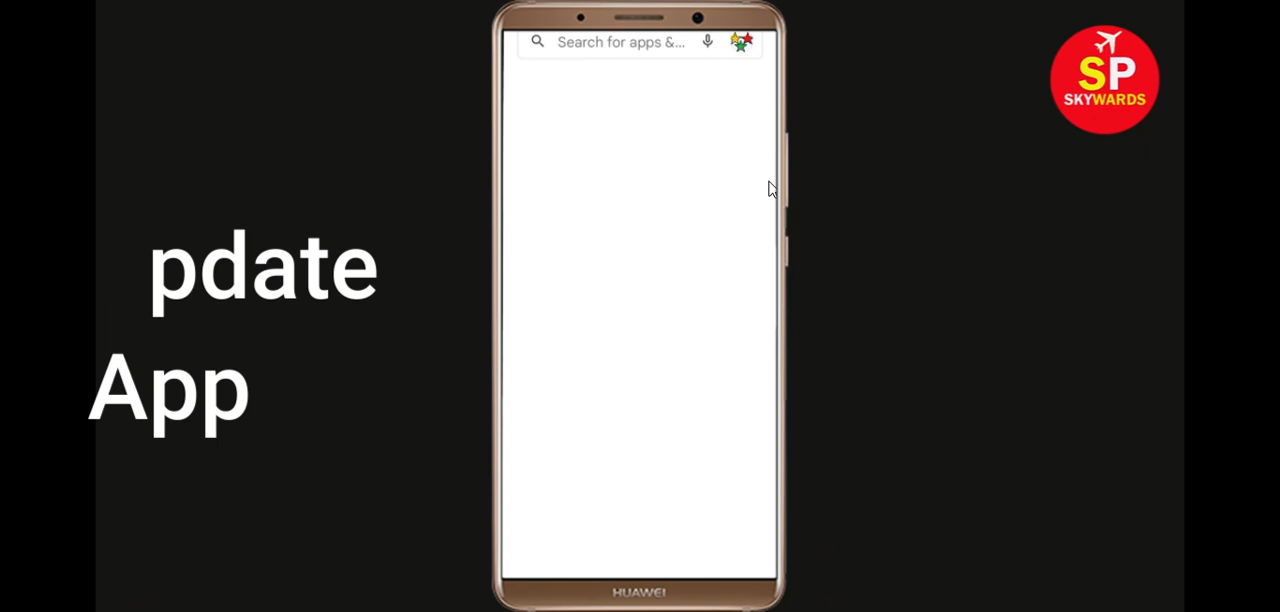 Search for apps &...
SP
SKYWARDS
pdate
App
HUAWEI